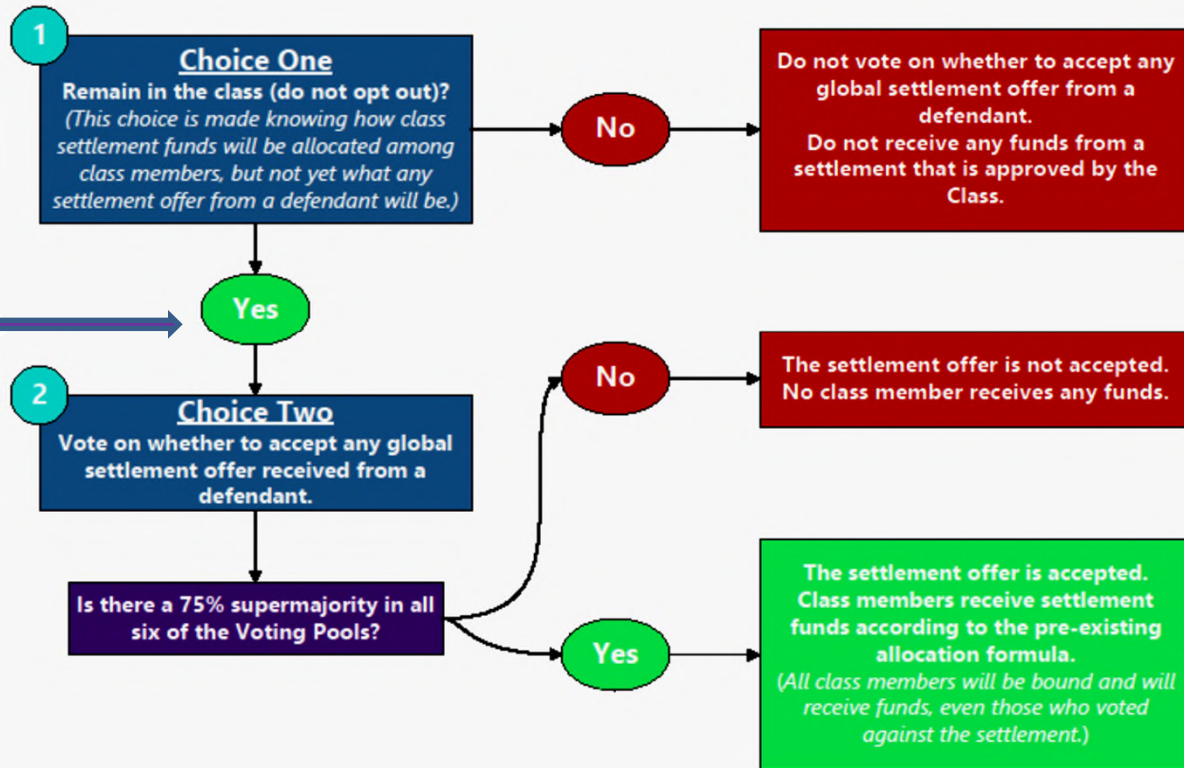 1
Choice One
Remain in the class (do not opt out)?
(This choice is made knowing how class
settlement funds will be allocated among
class members, but not yet what any
settlement offer from a defendant will be.)
No
Do not vote on whether to accept any
global settlement offer from a
defendant.
Do not receive any funds from a
settlement that is approved by the
Class.
Yes
2
Choice Two
Vote on whether to accept any global
settlement offer received from a
defendant.
No
The settlement offer is not accepted.
No class member receives any funds.
Is there a 75% supermajority in all
six of the Voting Pools?
Yes
The settlement offer is accepted.
Class members receive settlement
funds according to the pre-existing
allocation formula.
(All class members will be bound and will
receive funds, even those who voted
against the settlement.)